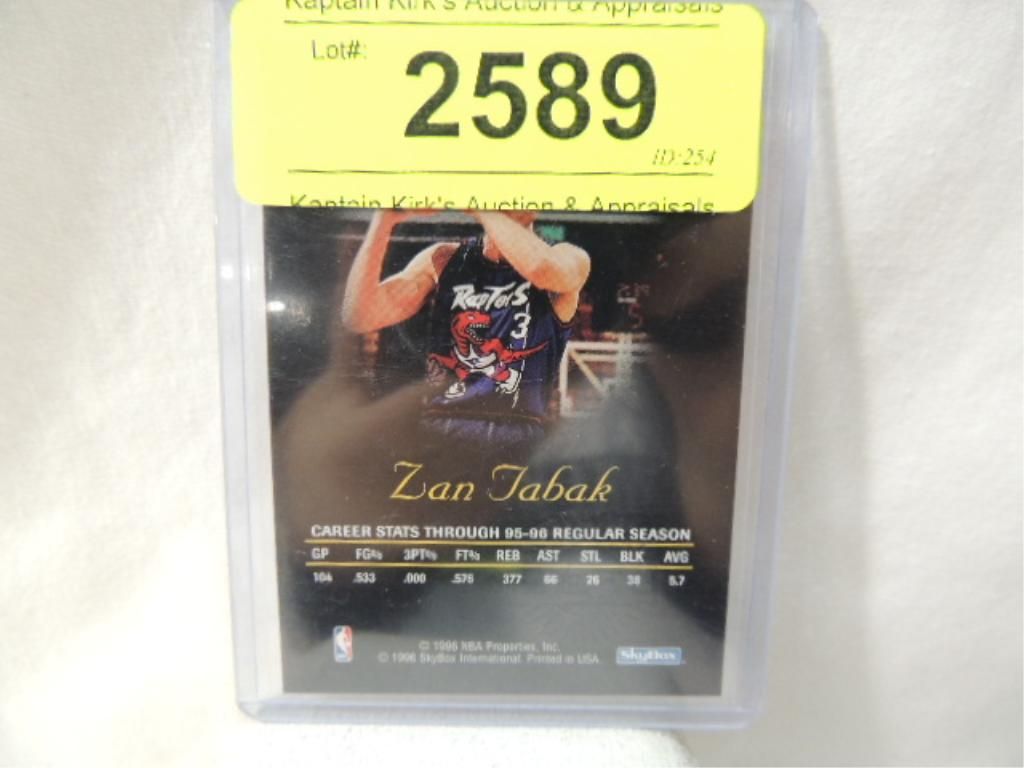 Kaptain Kirk's Auction & Appraisals
Lot#: 2589
ID:254
Kaptain Kirk's Auction & Appraisals
RapTorS
3
Zan Tabak
CAREER STATS THROUGH 95-96 REGULAR SEASON
GP FG% 3PT% FT% REB AST STL BLK AVG
104 .533 .000 .576 377 66 26 38 5.7
© 1996 NBA Properties, Inc.
© 1996 SkyBox International. Printed in USA
SkyBox